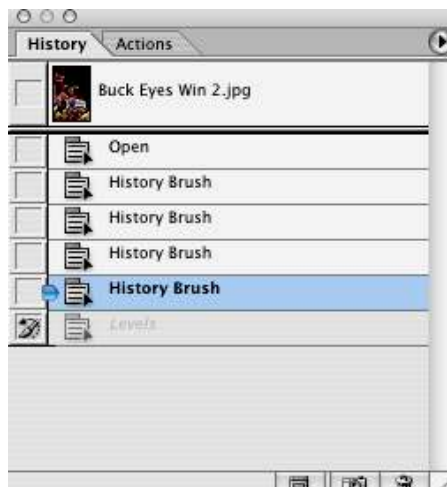 History Actions
Buck Eyes Win 2.jpg
Open
History Brush
History Brush
History Brush
History Brush
Levels